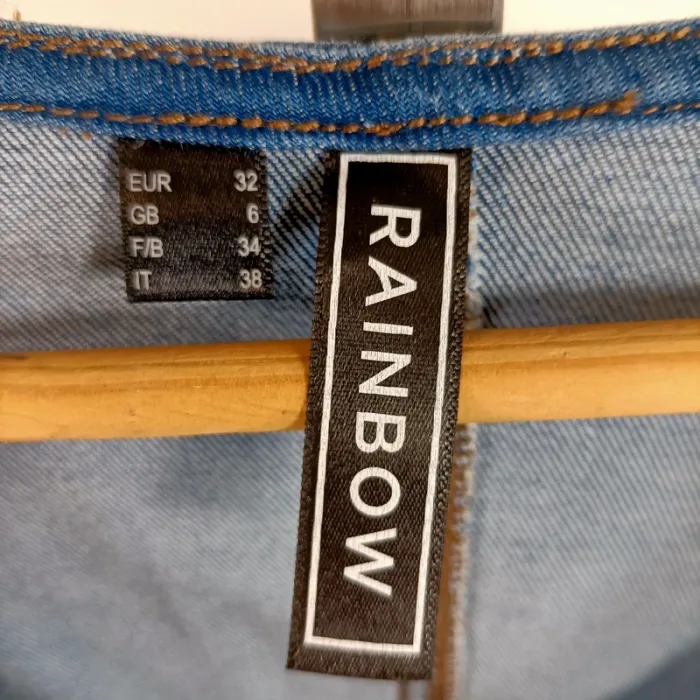 EUR 32
GB 6
F/B 34
IT 38
RAINBOW